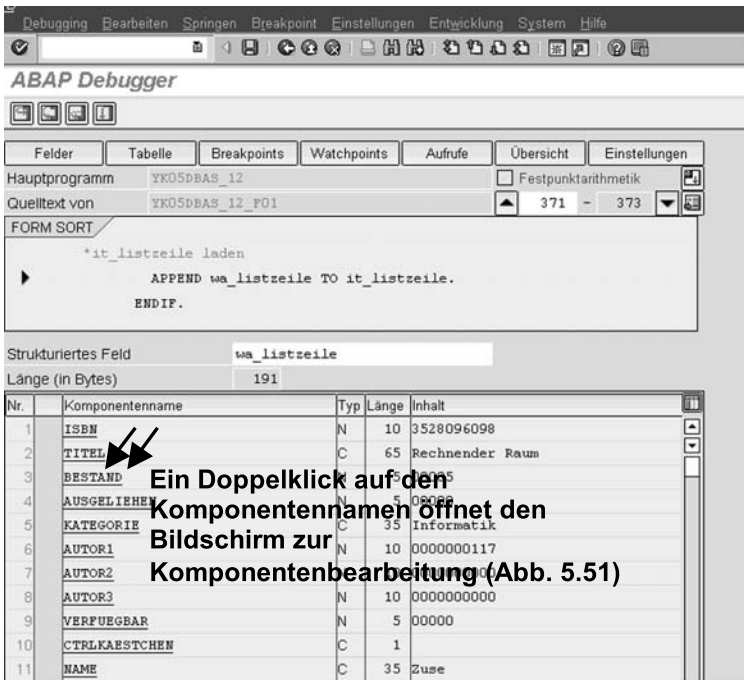 Debugging Bearbeiten Springen Breakpoint Einstellungen Entwicklung System Hilfe
ABAP Debugger
Felder Tabelle Breakpoints Watchpoints Aufrufe Übersicht Einstellungen
Hauptprogramm YK05DBAS_12 Festpunktarithmetik
Quelltext von YK05DBAS_12_F01 371 - 373
FORM SORT
*it_listzeile laden
APPEND wa_listzeile TO it_listzeile.
ENDIF.
Strukturiertes Feld wa_listzeile
Länge (in Bytes) 191
Nr. Komponentenname Typ Länge Inhalt
1 ISBN N 10 3528096098
2 TITEL C 65 Rechnender Raum
3 BESTAND 5
4 AUSGELIEHEN N 5
5 KATEGORIE C 35 Informatik
6 AUTOR1 N 10 0000000117
7 AUTOR2
8 AUTOR3 N 10 0000000000
9 VERFUEGBAR N 5 00000
10 CTRLKAESTCHEN C 1
11 NAME C 35 Zuse
Ein Doppelklick auf den
Komponentennamen öffnet den
Bildschirm zur
Komponentenbearbeitung (Abb. 5.51)